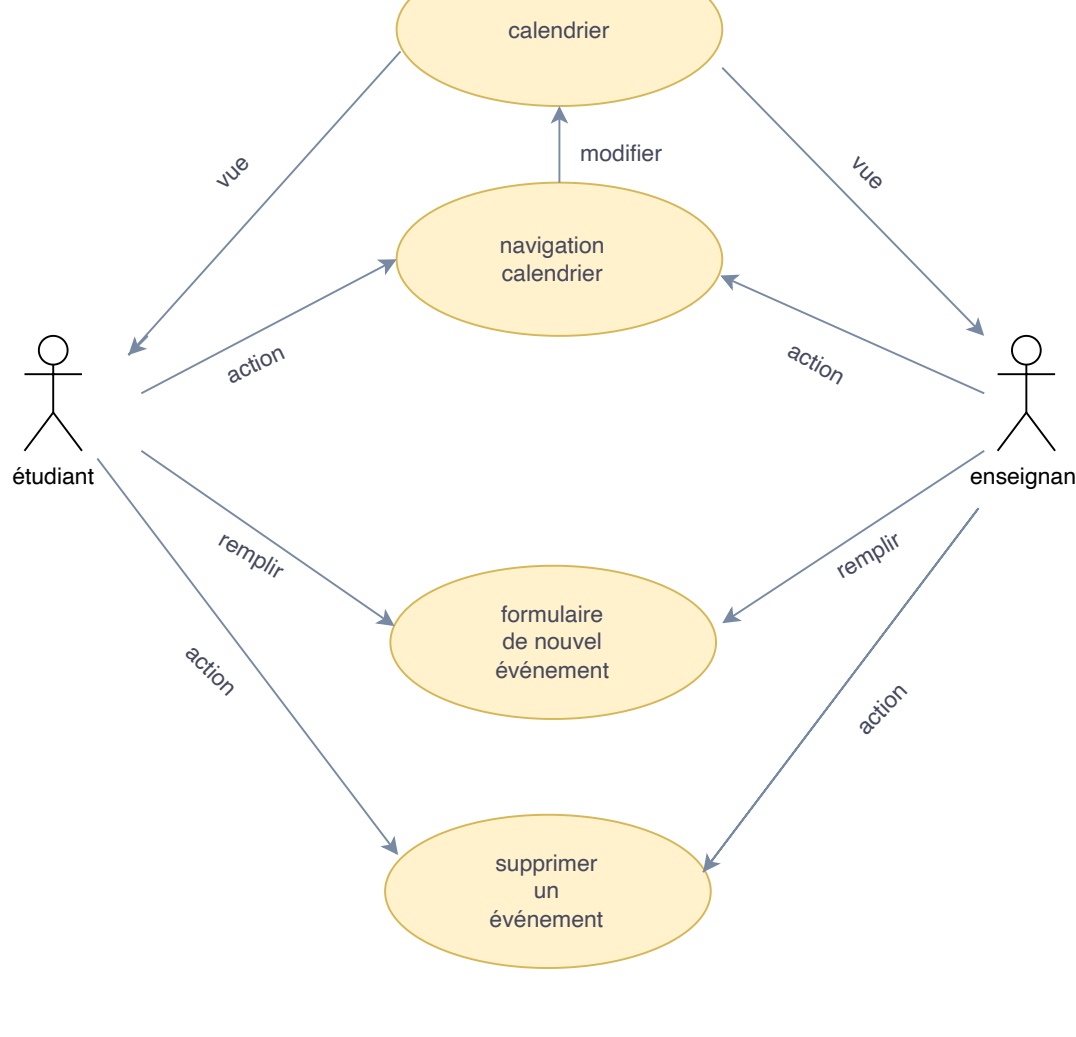 calendrier
modifier
vue
vue
navigation
calendrier
action
action
étudiant
enseignan
remplir
remplir
formulaire
de nouvel
événement
action
action
supprimer
un
événement